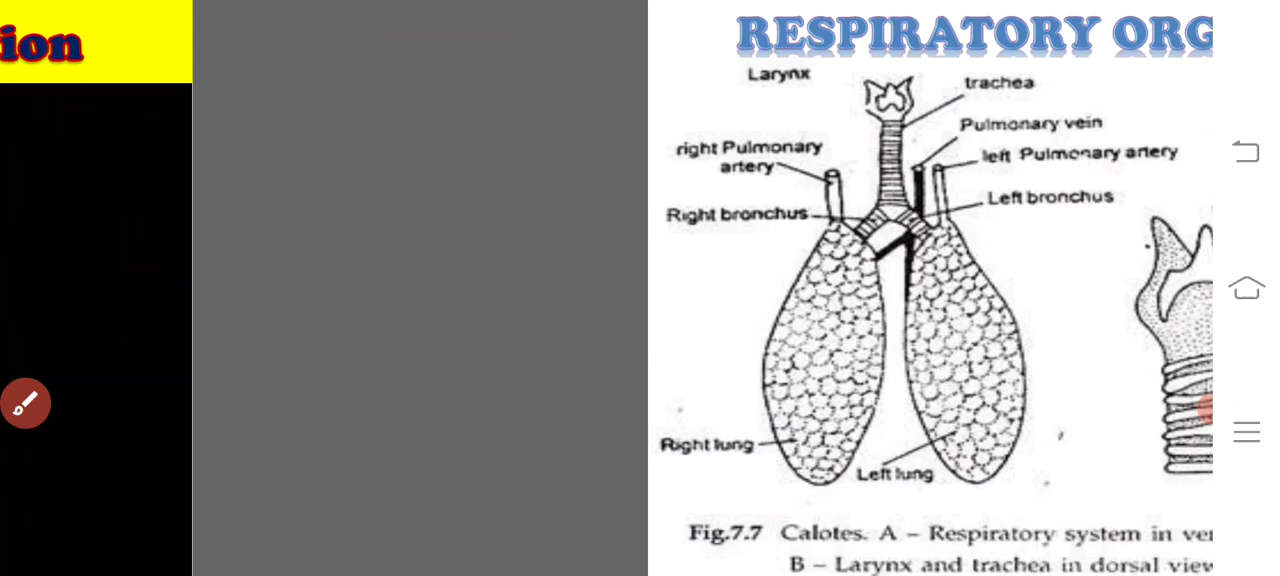 ion
RESPIRATORY ORG
Larynx
trachea
Pulmonary vein
right Pulmonary
artery
left Pulmonary artery
Left bronchus
Right bronchus
Right lung
Left lung
Fig.7.7 Calotes. A – Respiratory system in ve
B – Larynx and trachea in dorsal view